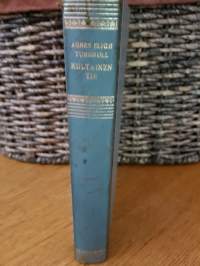 AGNES SLIGH
TURNBULL
KULTAINEN
TIE